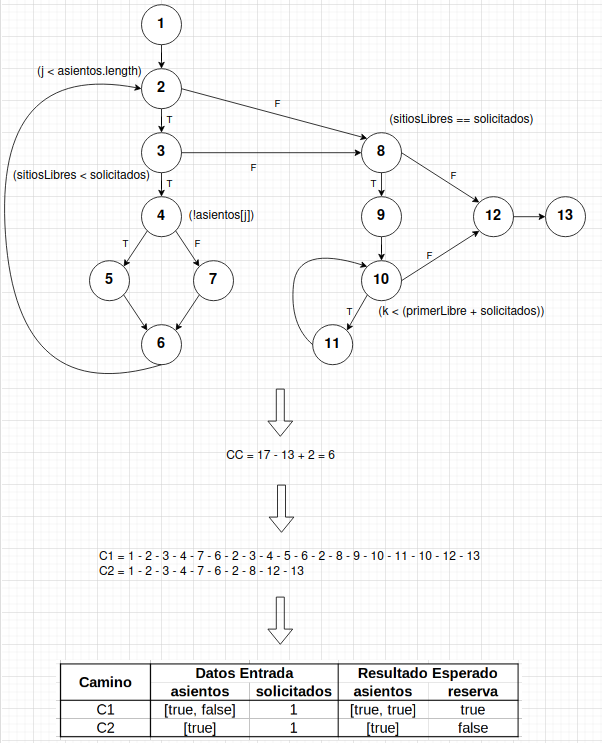 1
(j < asientos.length)
2
F
T
(sitiosLibres == solicitados)
3
8
F
F
(sitiosLibres < solicitados)
T
T
4
(!asientos[j])
9
12
13
T
F
F
5
7
10
T
(k < (primerLibre + solicitados))
6
11
CC = 17 - 13 + 2 = 6
C1 = 1 - 2 - 3 - 4 - 7 - 6 - 2 - 3 - 4 - 5 - 6 - 2 - 8 - 9 - 10 - 11 - 10 - 12 - 13
C2 = 1 - 2 - 3 - 4 - 7 - 6 - 2 - 8 - 12 - 13
Camino Datos Entrada Resultado Esperado
asientos solicitados asientos reserva
C1 [true, false] 1 [true, true] true
C2 [true] 1 [true] false